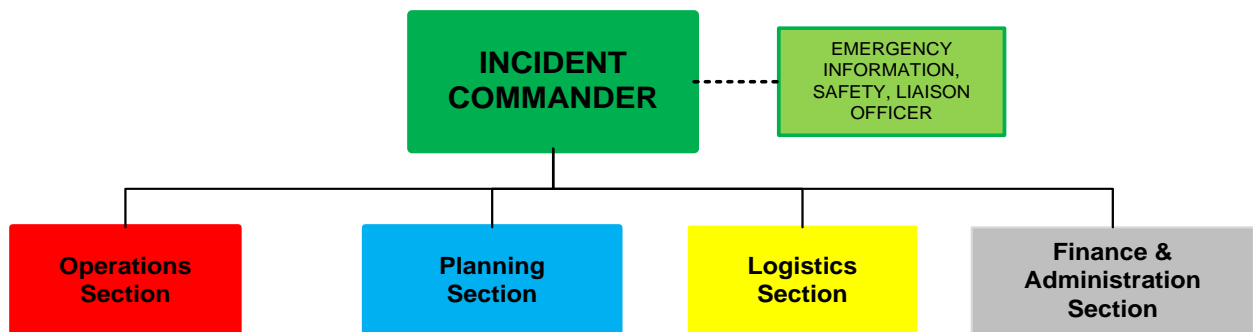 INCIDENT
COMMANDER
EMERGENCY
INFORMATION,
SAFETY, LIAISON
OFFICER
Operations
Section
Planning
Section
Logistics
Section
Finance &
Administration
Section